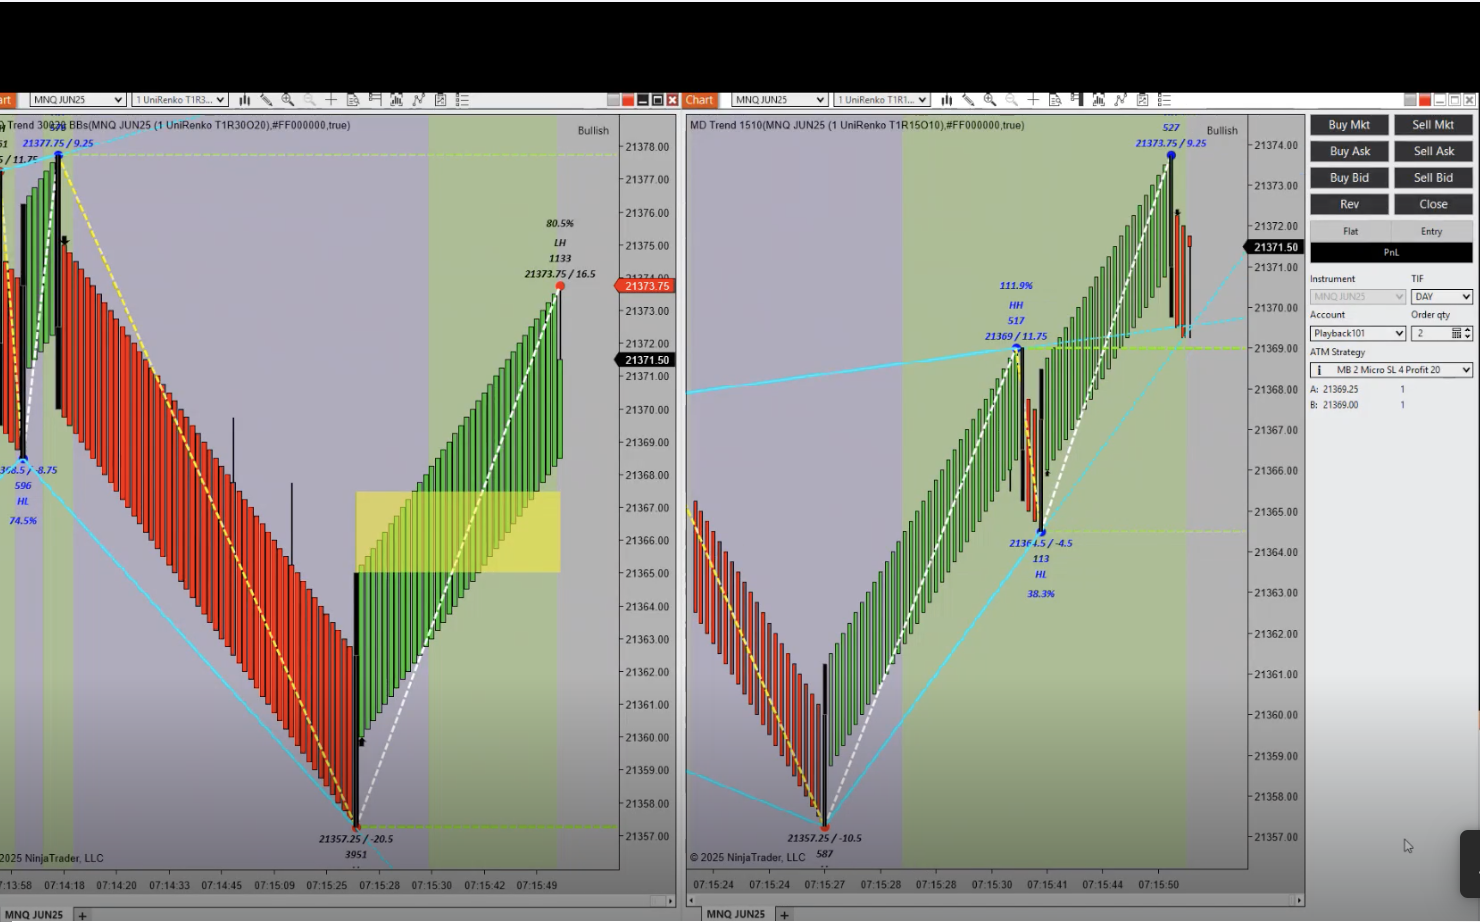 art
MNQ JUN25
1 UniRenko T1R3...
Chart
MNQ JUN25
1 UniRenko T1R1...
D Trend 30020 BBs(MNQ JUN25 (1 UniRenko T1R30O20),#FF000000,true)
Bullish
21377.75 / 9.25
5 / 11.75
80.5%
LH
1133
21373.75 / 16.5
/ -8.75
596
HL
74.5%
21357.25 / -20.5
3951
21378.00
21377.00
21376.00
21375.00
21374.00
21373.75
21373.00
21372.00
21371.50
21371.00
21370.00
21369.00
21368.00
21367.00
21366.00
21365.00
21364.00
21363.00
21362.00
21361.00
21360.00
21359.00
21358.00
21357.00
2025 NinjaTrader, LLC
7:13:58
07:14:18
07:14:20
07:14:33
07:14:45
07:15:09
07:15:25
07:15:28
07:15:30
07:15:42
07:15:49
MNQ JUN25
+
MD Trend 1510(MNQ JUN25 (1 UniRenko T1R15O10),#FF000000,true)
527
Bullish
21373.75 / 9.25
111.9%
HH
517
21369 / 11.75
21364.5 / -4.5
113
HL
38.3%
21357.25 / -10.5
587
21374.00
21373.00
21372.00
21371.50
21371.00
21370.00
21369.00
21368.00
21367.00
21366.00
21365.00
21364.00
21363.00
21362.00
21361.00
21360.00
21359.00
21358.00
21357.00
© 2025 NinjaTrader, LLC
07:15:24
07:15:24
07:15:27
07:15:28
07:15:28
07:15:30
07:15:41
07:15:44
07:15:50
MNQ JUN25
+
Buy Mkt
Sell Mkt
Buy Ask
Sell Ask
Buy Bid
Sell Bid
Rev
Close
Flat
Entry
PnL
Instrument
TIF
MNQ JUN25
DAY
Account
Order qty
Playback101
2
ATM Strategy
MB 2 Micro SL 4 Profit 20
A: 21369.25 1
B: 21369.00 1